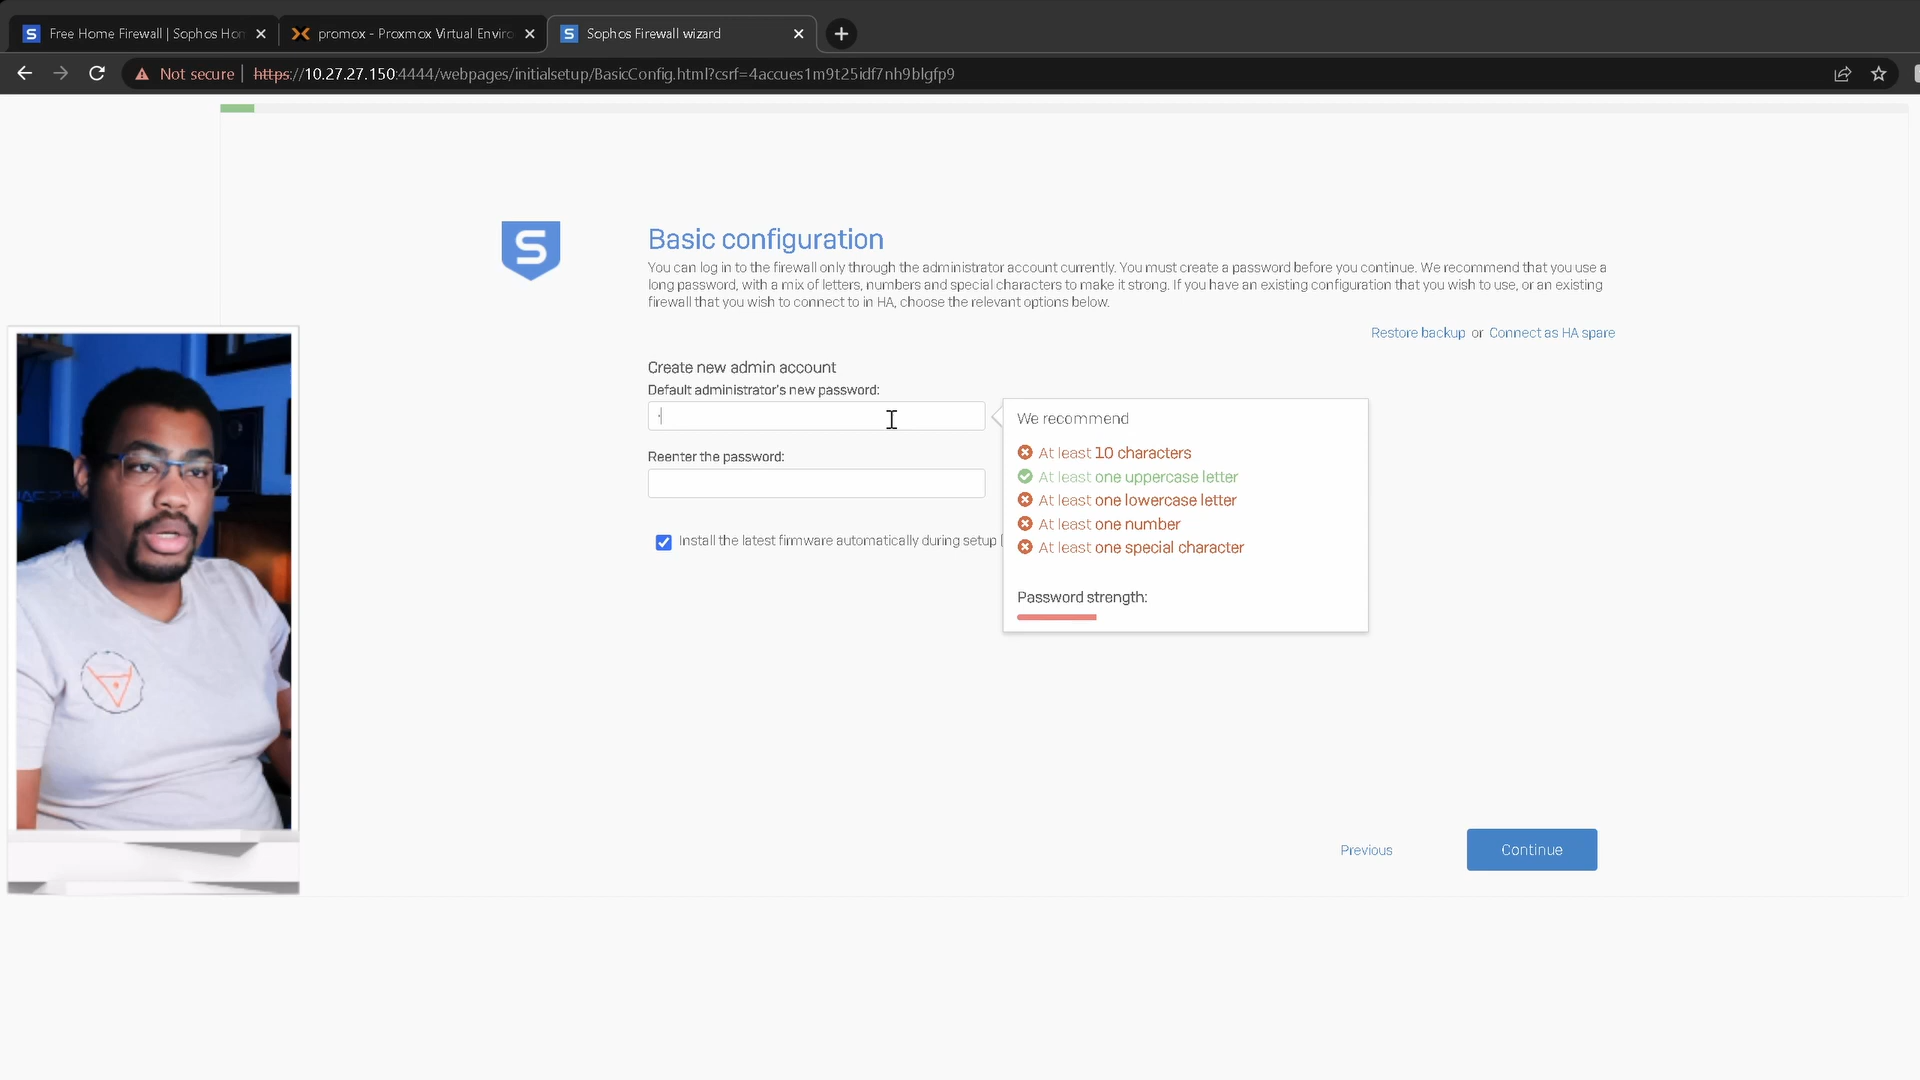 Free Home Firewall | Sophos Hor
promox - Proxmox Virtual Enviro
Sophos Firewall wizard
Not secure
https://10.27.27.150:4444/webpages/initialsetup/BasicConfig.html?csrf=4accues1m9t25idf7nh9blgfp9
S
Basic configuration
You can log in to the firewall only through the administrator account currently. You must create a password before you continue. We recommend that you use a
long password, with a mix of letters, numbers and special characters to make it strong. If you have an existing configuration that you wish to use, or an existing
firewall that you wish to connect to in HA, choose the relevant options below.
Restore backup or Connect as HA spare
Create new admin account
Default administrator's new password:
Reenter the password:
Install the latest firmware automatically during setup
We recommend
At least 10 characters
At least one uppercase letter
At least one lowercase letter
At least one number
At least one special character
Password strength:
Previous
Continue